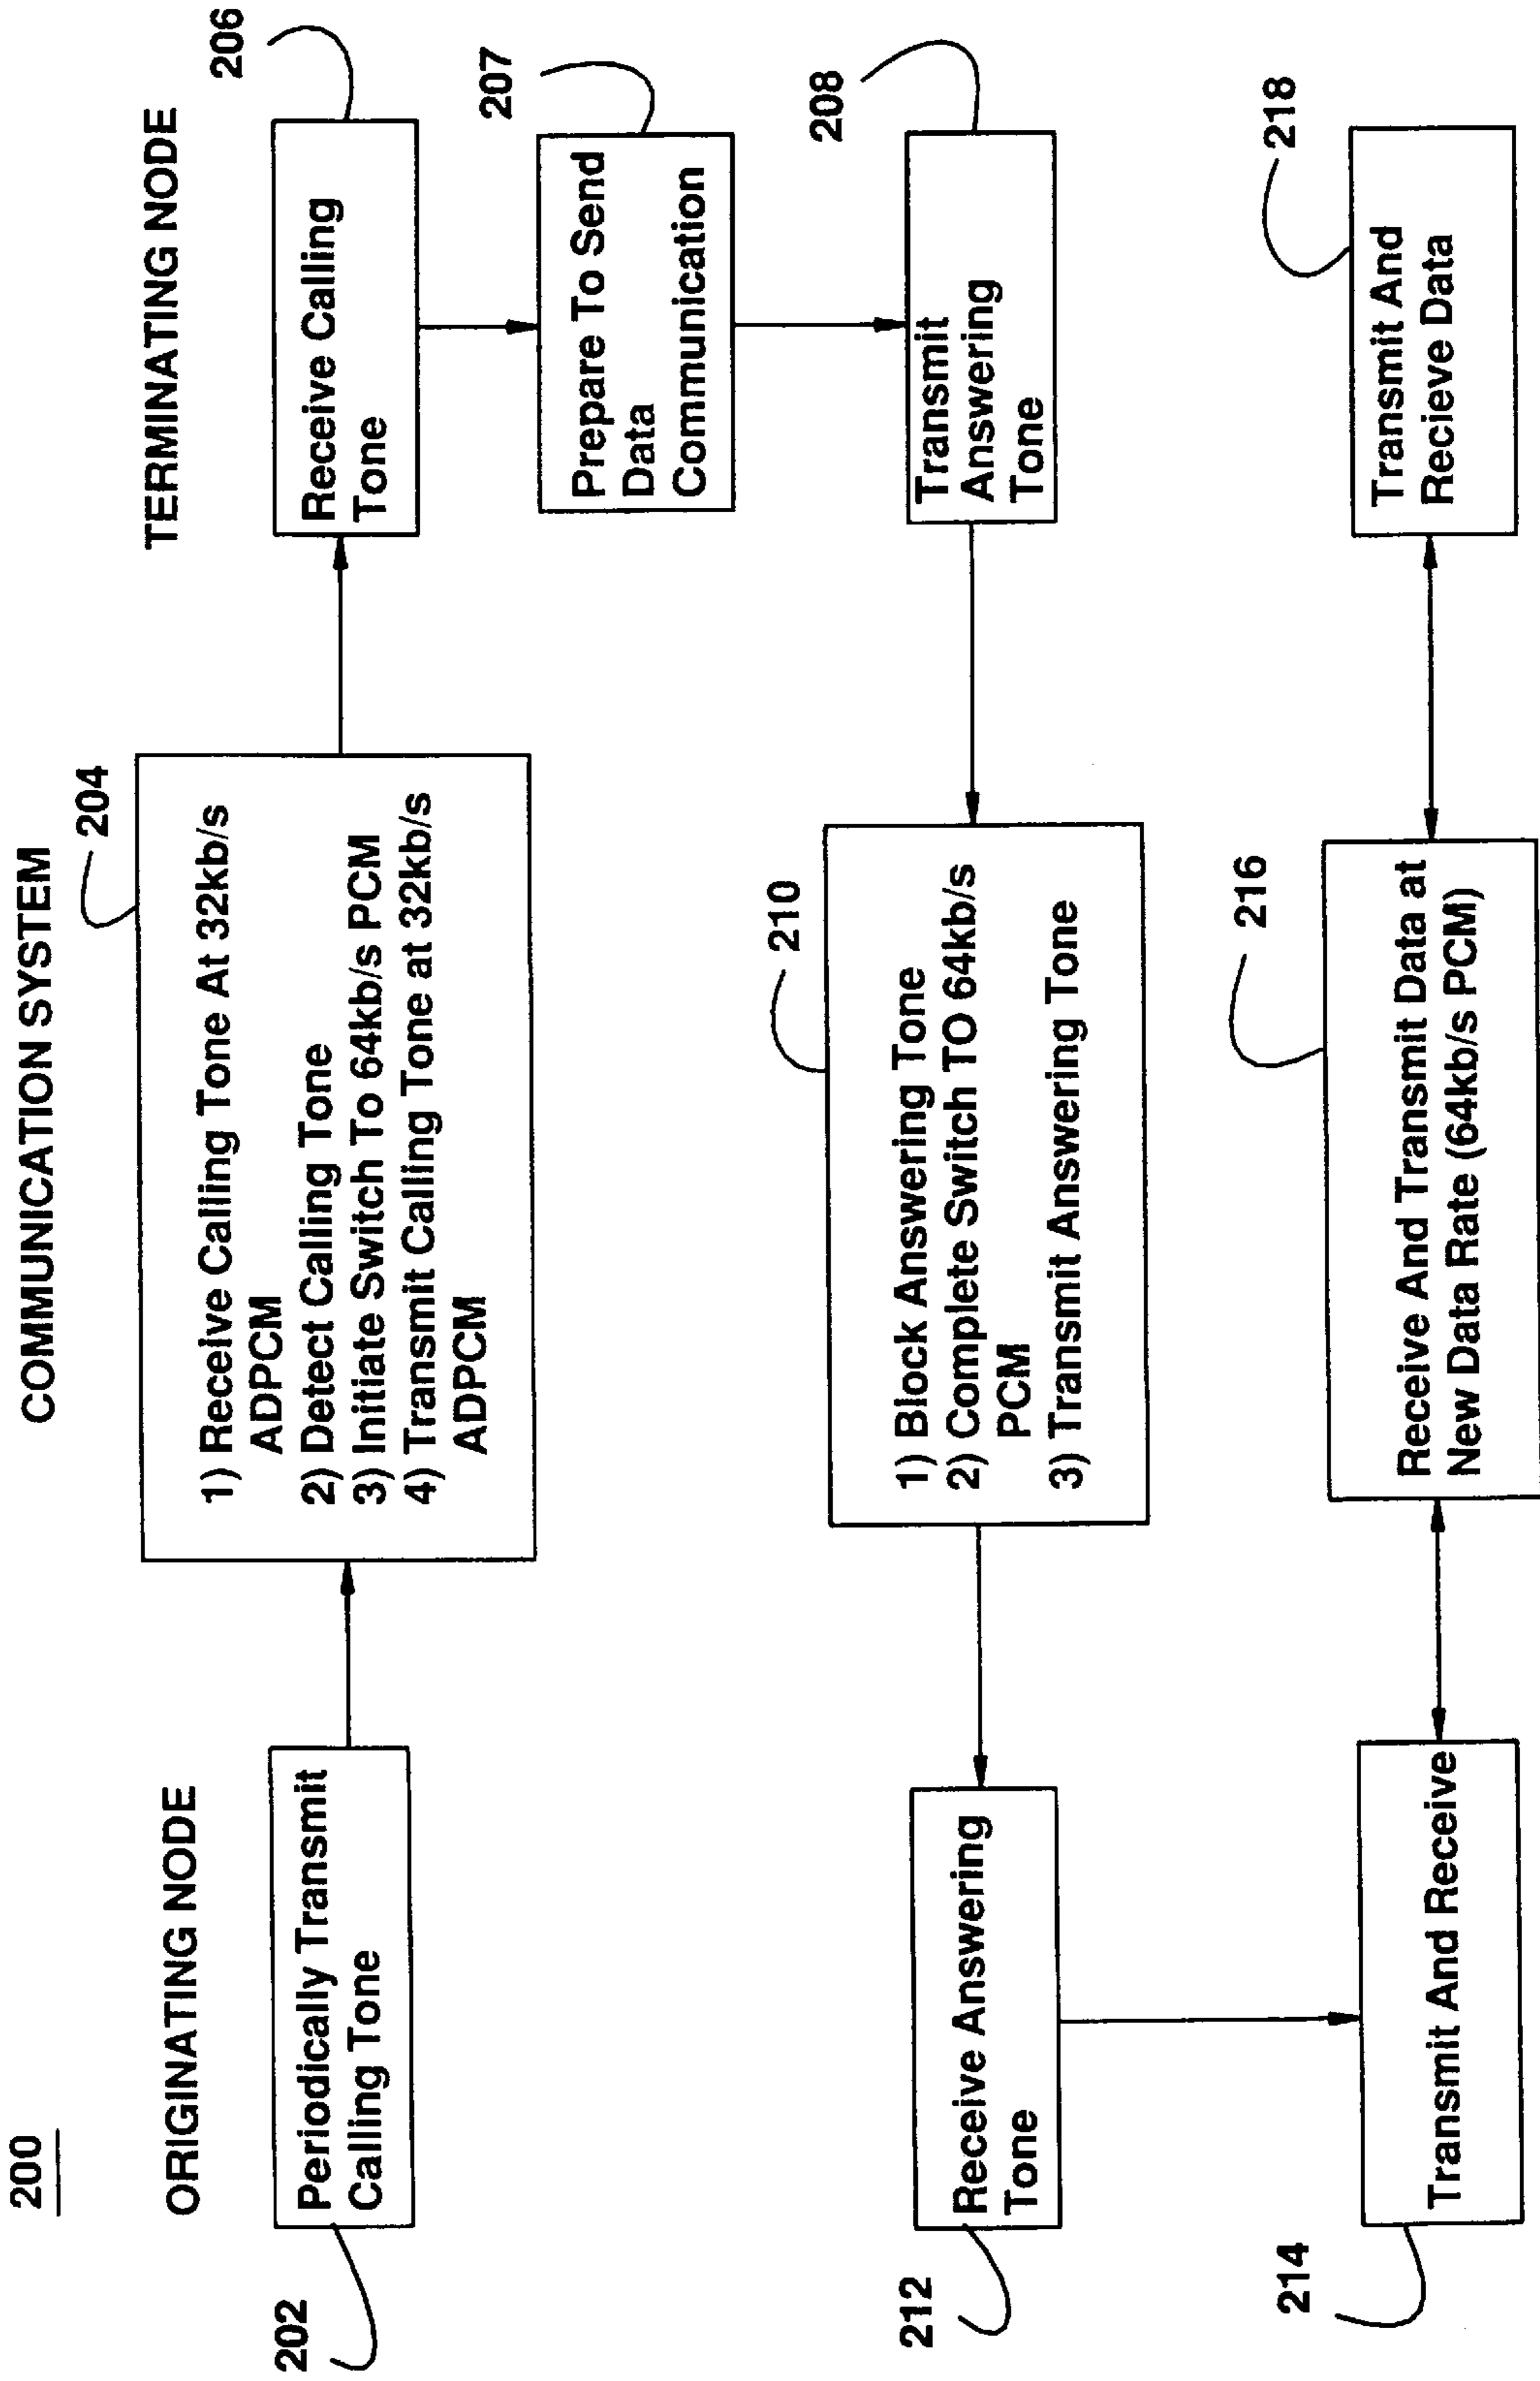 200
COMMUNICATION SYSTEM
ORIGINATING NODE
TERMINATING NODE
202
Periodically Transmit
Calling Tone
204
1) Receive Calling Tone At 32kb/s
ADPCM
2) Detect Calling Tone
3) Initiate Switch To 64kb/s PCM
4) Transmit Calling Tone at 32kb/s
ADPCM
206
Receive Calling
Tone
207
Prepare To Send
Data
Communication
208
Transmit
Answering
Tone
210
1) Block Answering Tone
2) Complete Switch TO 64kb/s
PCM
3) Transmit Answering Tone
212
Receive Answering
Tone
214
Transmit And Receive
216
Receive And Transmit Data at
New Data Rate (64kb/s PCM)
218
Transmit And
Recieve Data